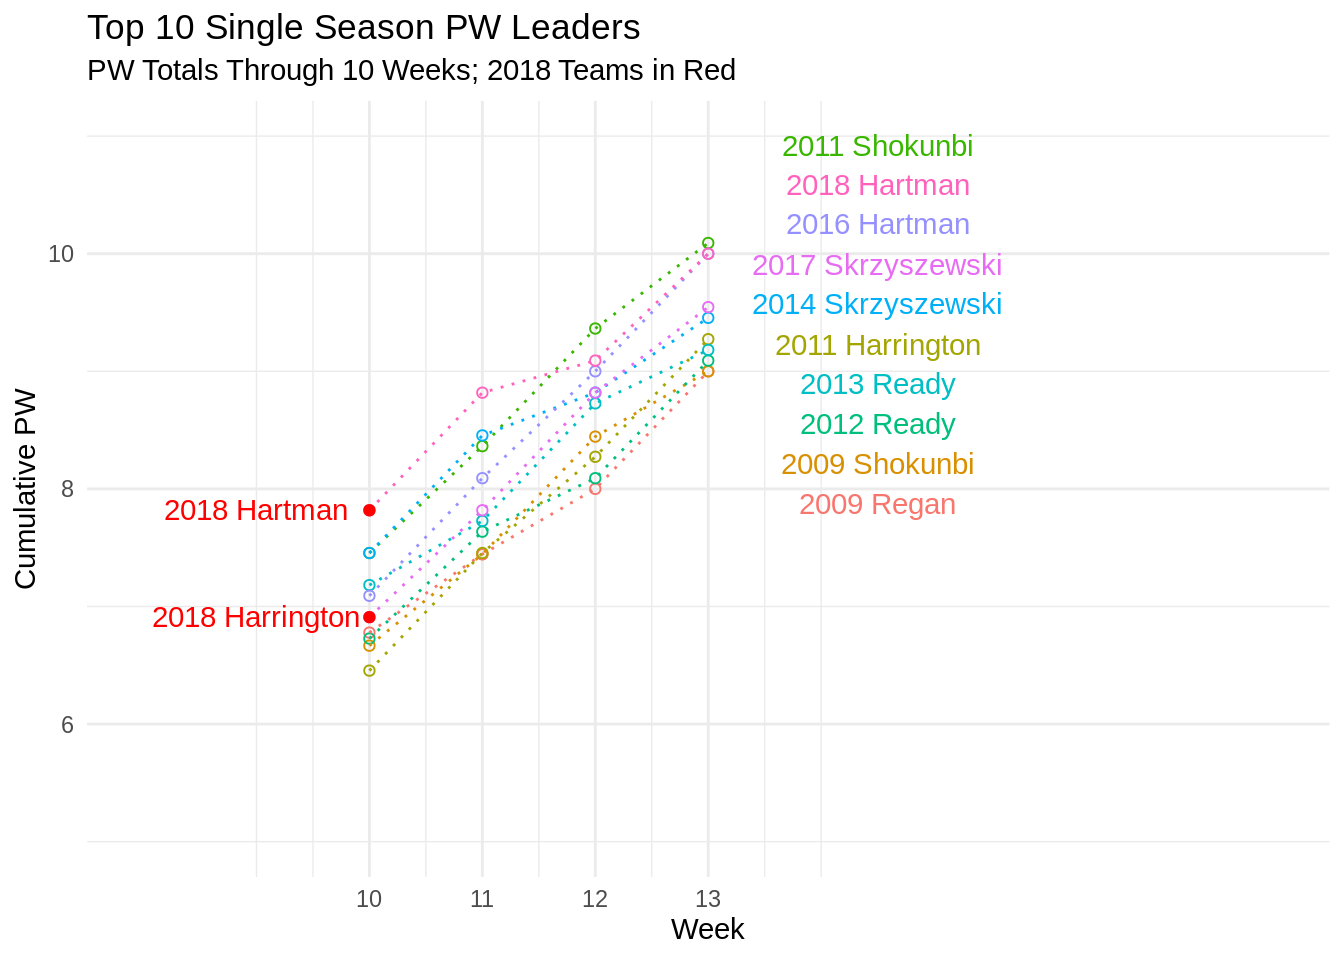 Top 10 Single Season PW Leaders
PW Totals Through 10 Weeks; 2018 Teams in Red
2011 Shokunbi
2018 Hartman
2016 Hartman
2017 Skrzyszewski
2014 Skrzyszewski
2011 Harrington
2013 Ready
2012 Ready
2009 Shokunbi
2009 Regan
2018 Hartman
2018 Harrington
Cumulative PW
10
8
6
10 11 12 13
Week